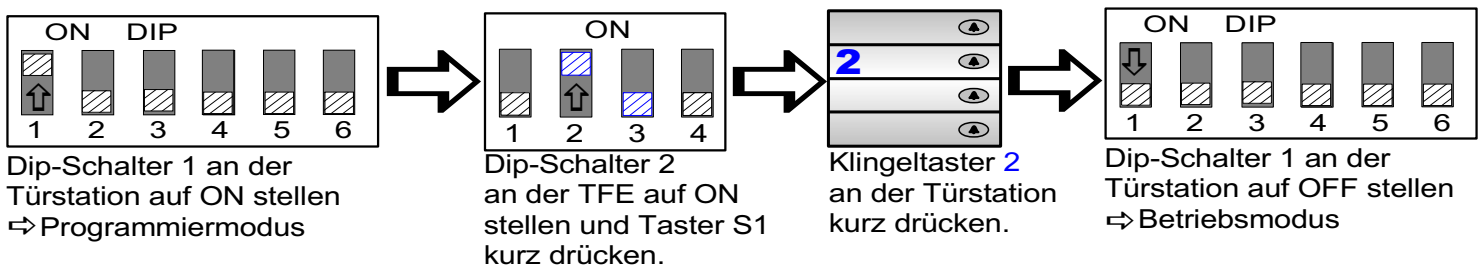 ON DIP
1 2 3 4 5 6
Dip-Schalter 1 an der
Türstation auf ON stellen
⇨ Programmiermodus
ON
1 2 3 4
Dip-Schalter 2
an der TFE auf ON
stellen und Taster S1
kurz drücken.
2
Klingeltaster 2
an der Türstation
kurz drücken.
ON DIP
1 2 3 4 5 6
Dip-Schalter 1 an der
Türstation auf OFF stellen
⇨ Betriebsmodus